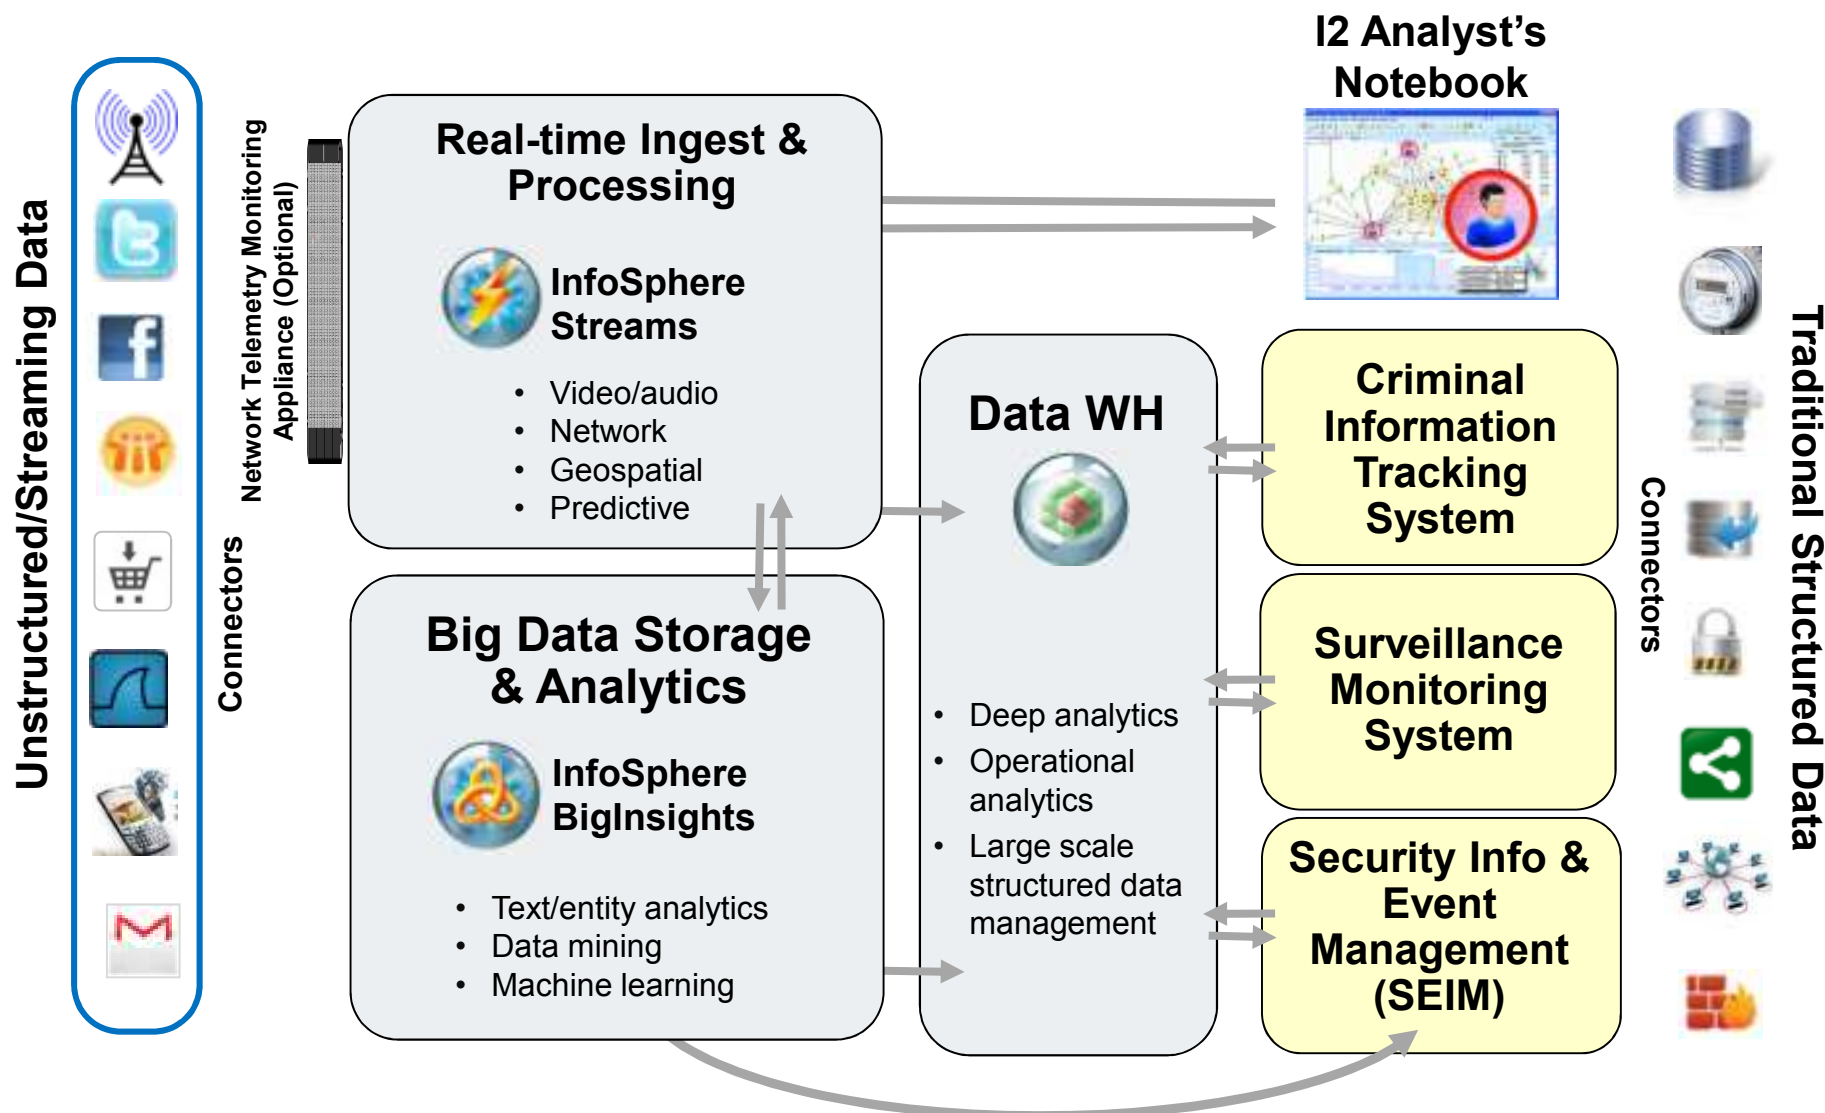 I2 Analyst's
Notebook
Unstructured/Streaming Data
Connectors
Network Telemetry Monitoring
Appliance (Optional)
Real-time Ingest &
Processing
InfoSphere
Streams
• Video/audio
• Network
• Geospatial
• Predictive
Big Data Storage
& Analytics
InfoSphere
BigInsights
• Text/entity analytics
• Data mining
• Machine learning
Data WH
• Deep analytics
• Operational
analytics
• Large scale
structured data
management
Criminal
Information
Tracking
System
Surveillance
Monitoring
System
Security Info &
Event
Management
(SEIM)
Connectors
Traditional Structured Data